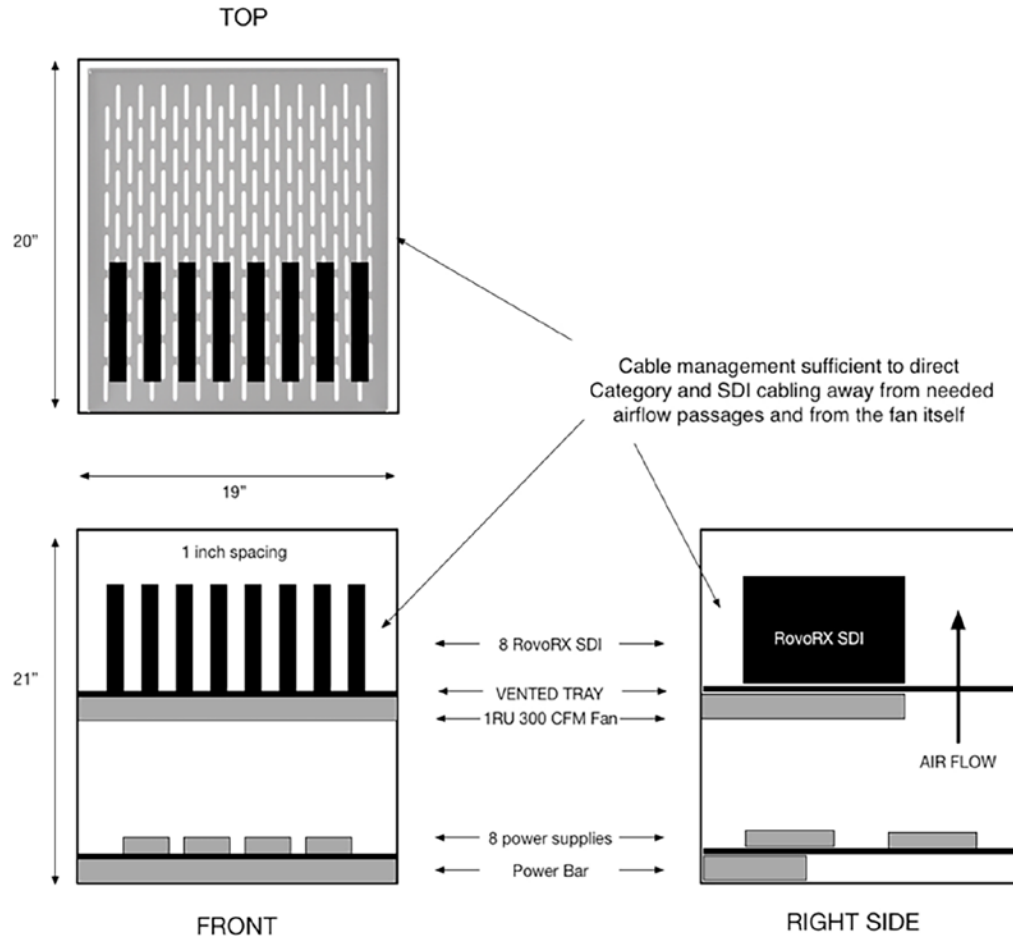 TOP
20”
Cable management sufficient to direct
Category and SDI cabling away from needed
airflow passages and from the fan itself
19”
1 inch spacing
21”
8 RovoRX SDI
RovoRX SDI
VENTED TRAY
1RU 300 CFM Fan
AIR FLOW
8 power supplies
Power Bar
FRONT
RIGHT SIDE